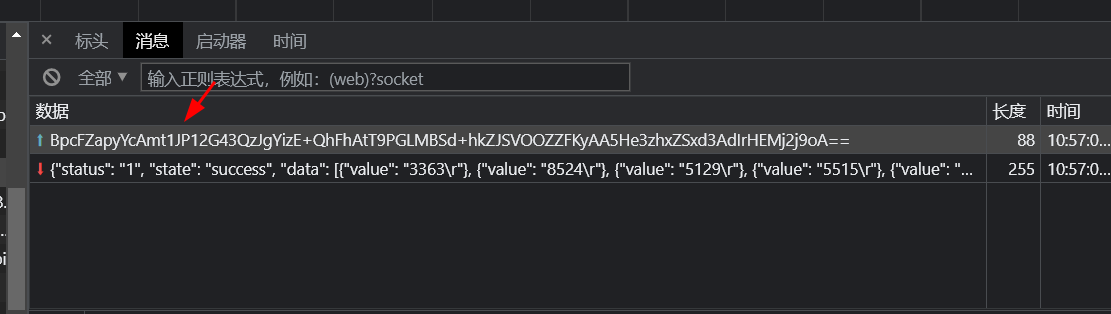 × 标头 消息 启动器 时间
全部 ▼ 输入正则表达式，例如：(web)?socket
数据 长度 时间
BpcFZapyYcAmt1JP12G43QzJgYizE+QhFhAtT9PGLMBSd+hkZJSVOOZZFKyAA5He3zhxZSxd3AdIrHEMj2j9oA== 88 10:57:0...
{"status": "1", "state": "success", "data": [{"value": "3363\r"}, {"value": "8524\r"}, {"value": "5129\r"}, {"value": "5515\r"}, {"value": "... 255 10:57:0...